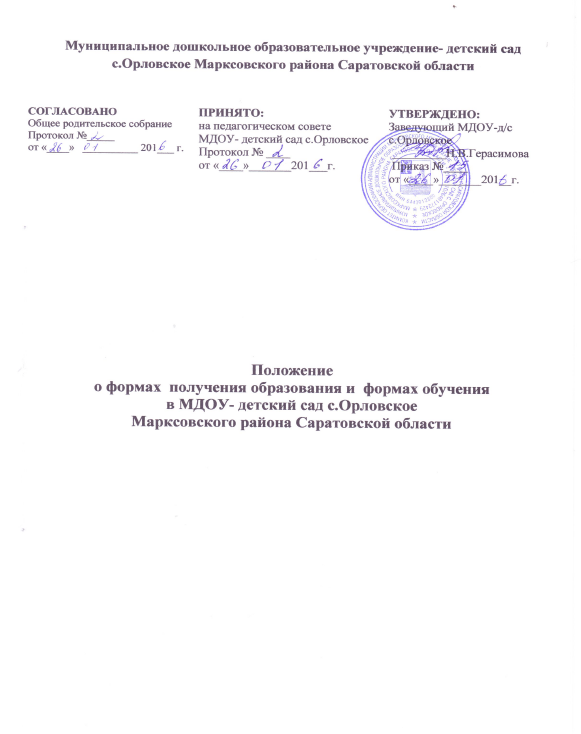 Муниципальное дошкольное образовательное учреждение- детский сад
с.Орловское Марксовского района Саратовской области
СОГЛАСОВАНО
Общее родительское собрание
Протокол № 2
от « 26 » 01 2016 г.
ПРИНЯТО:
на педагогическом совете
МДОУ- детский сад с.Орловское
Протокол № 2
от « 26 » 01 2016 г.
УТВЕРЖДЕНО:
Заведующий МДОУ-д/с
с.Орловское
Н.В.Герасимова
Приказ №
от « 26 » 01 2016 г.
Положение
о формах получения образования и формах обучения
в МДОУ- детский сад с.Орловское
Марксовского района Саратовской области